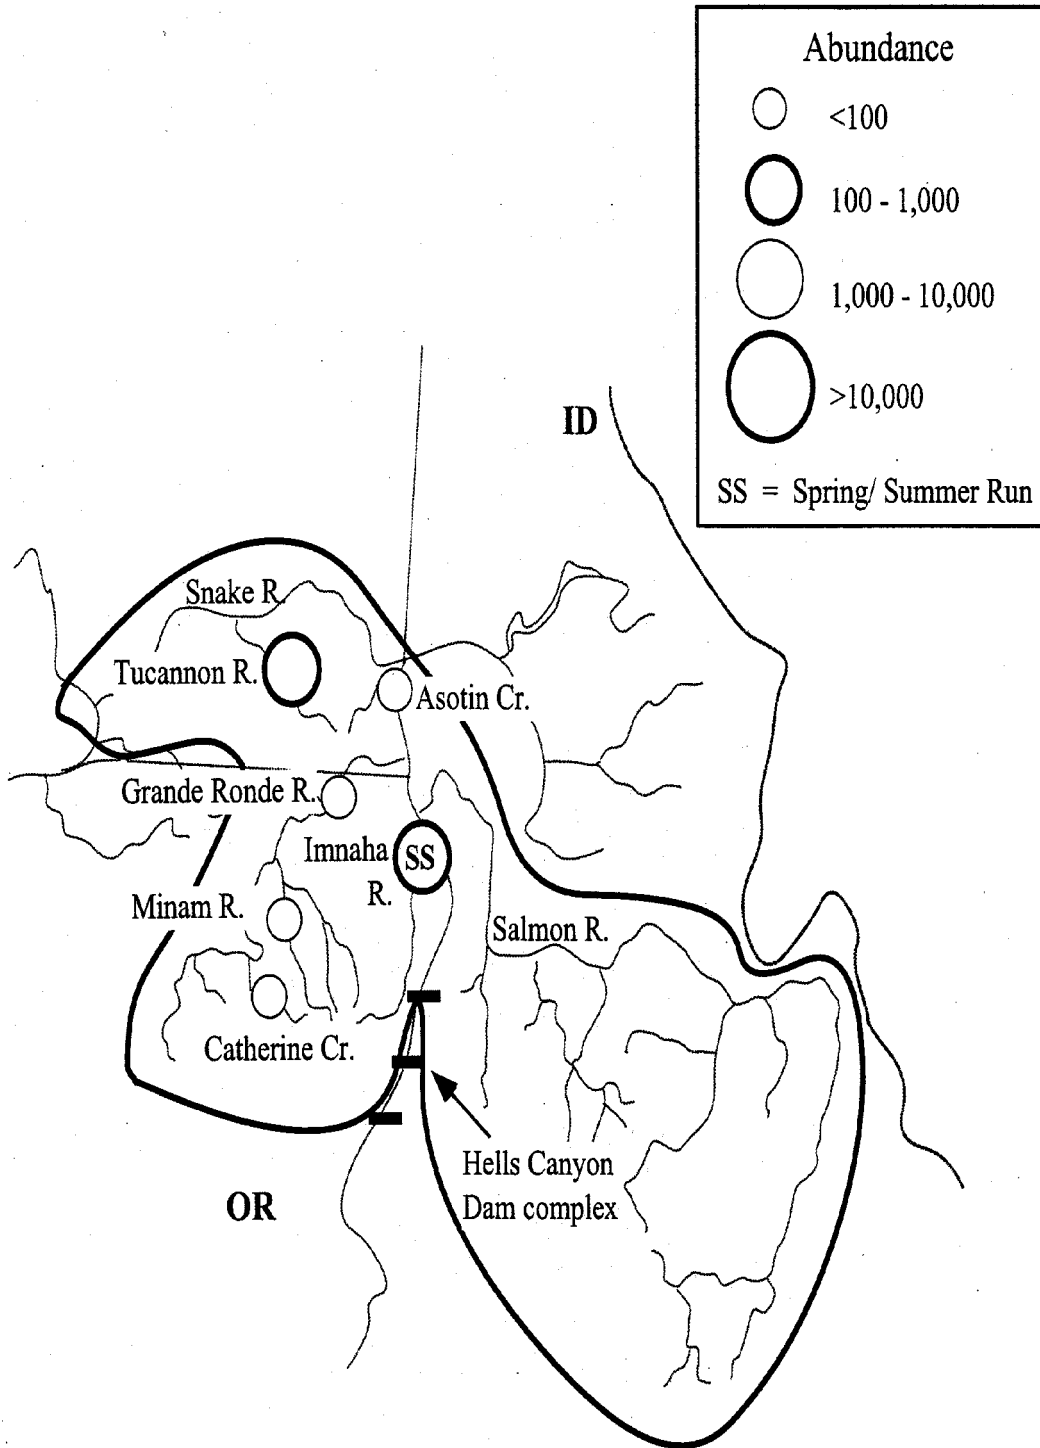 Abundance
<100
100 - 1,000
1,000 - 10,000
>10,000
SS = Spring/ Summer Run
ID
Snake R.
Tucannon R.
Asotin Cr.
Grande Ronde R.
Imnaha
R.
SS
Minam R.
Salmon R.
Catherine Cr.
Hells Canyon
Dam complex
OR